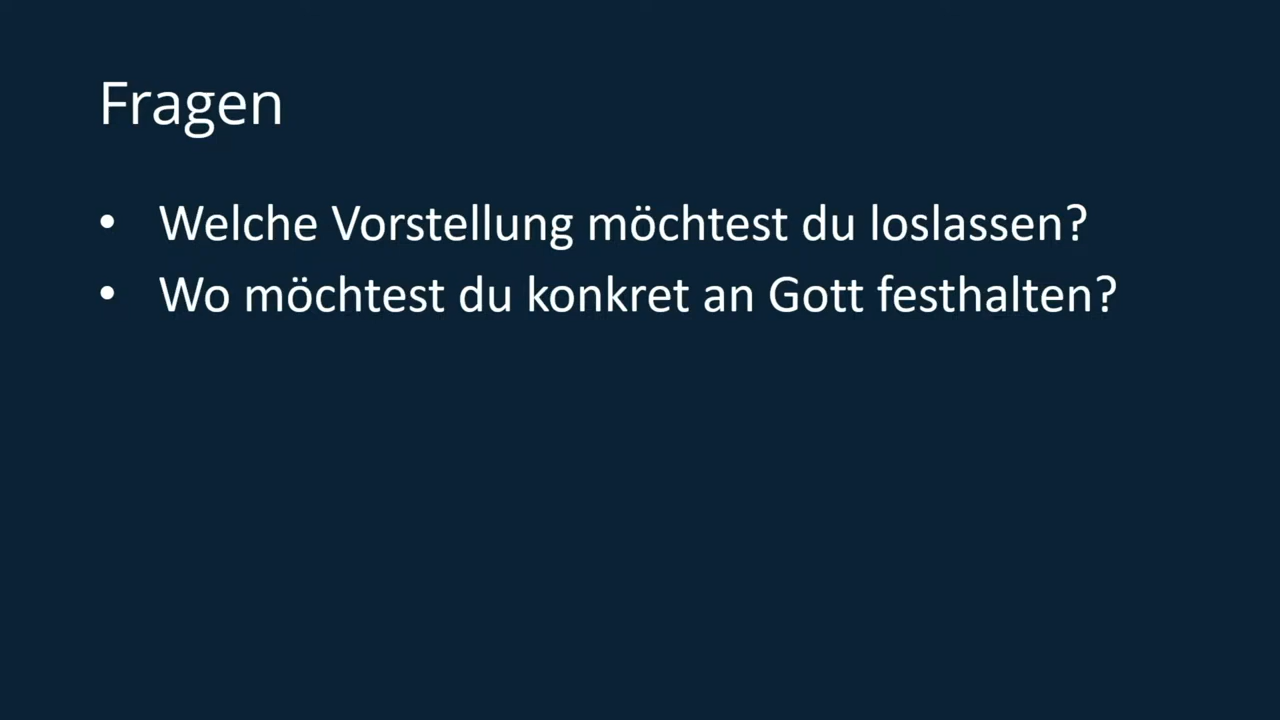 Fragen
• Welche Vorstellung möchtest du loslassen?
• Wo möchtest du konkret an Gott festhalten?